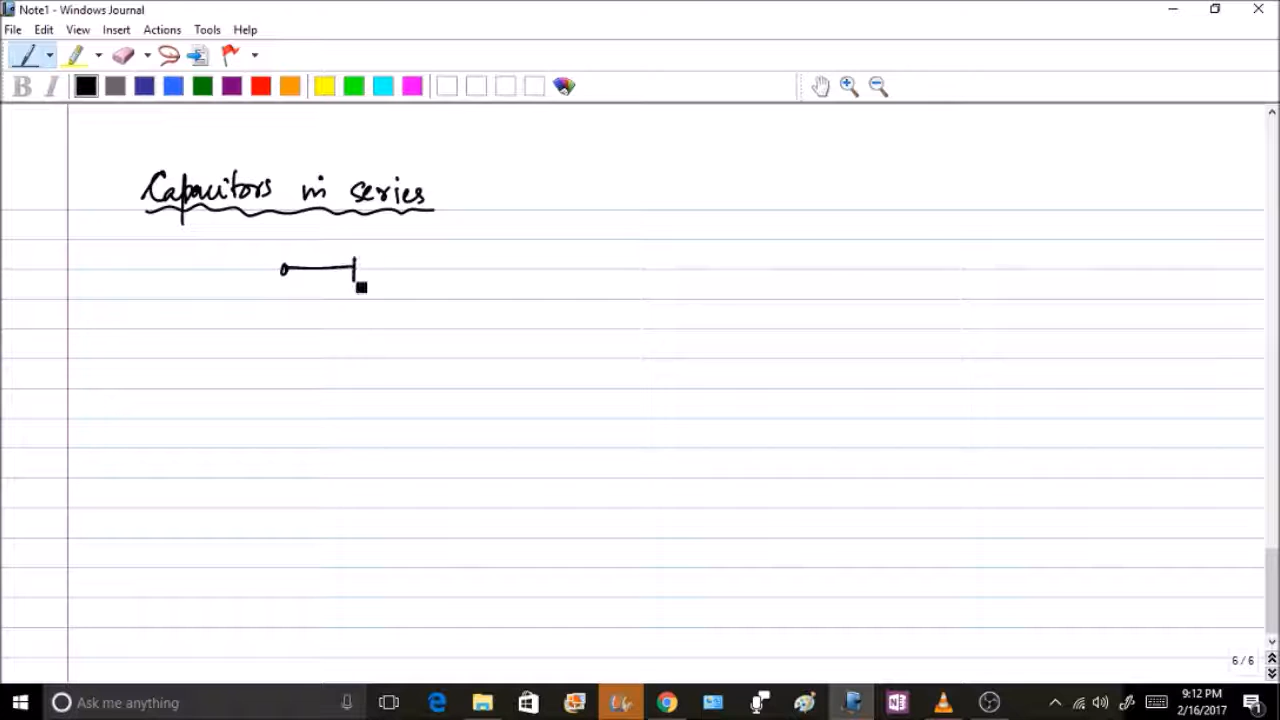 Note1 - Windows Journal
File Edit View Insert Actions Tools Help
B I
Capacitors in series
6 / 6
Ask me anything
9:12 PM
2/16/2017